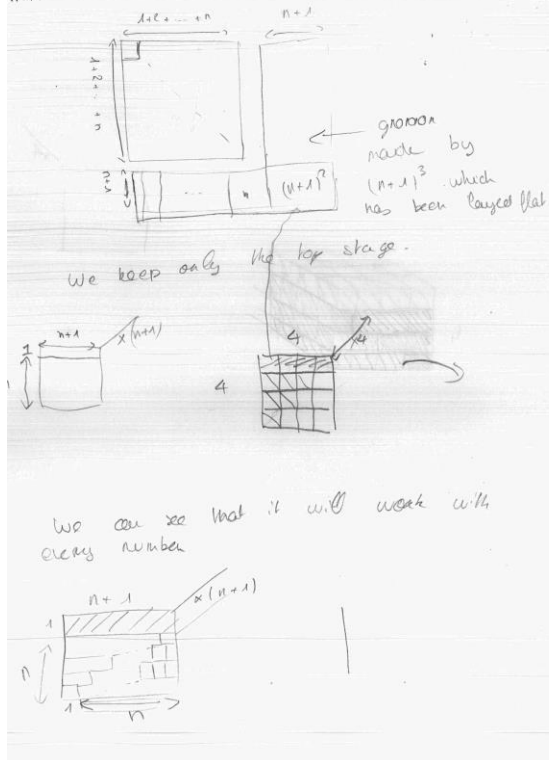 1+2+...+n
n+1
1+2+...+n
n+1
...
(n+1)²
gnomon
made by
(n+1)³ which
has been layed flat
We keep only the top stage.
n+1
x(n+1)
1
4
x4
4
We can see that it will work with
every number
n+1
x(n+1)
1
n
1
n